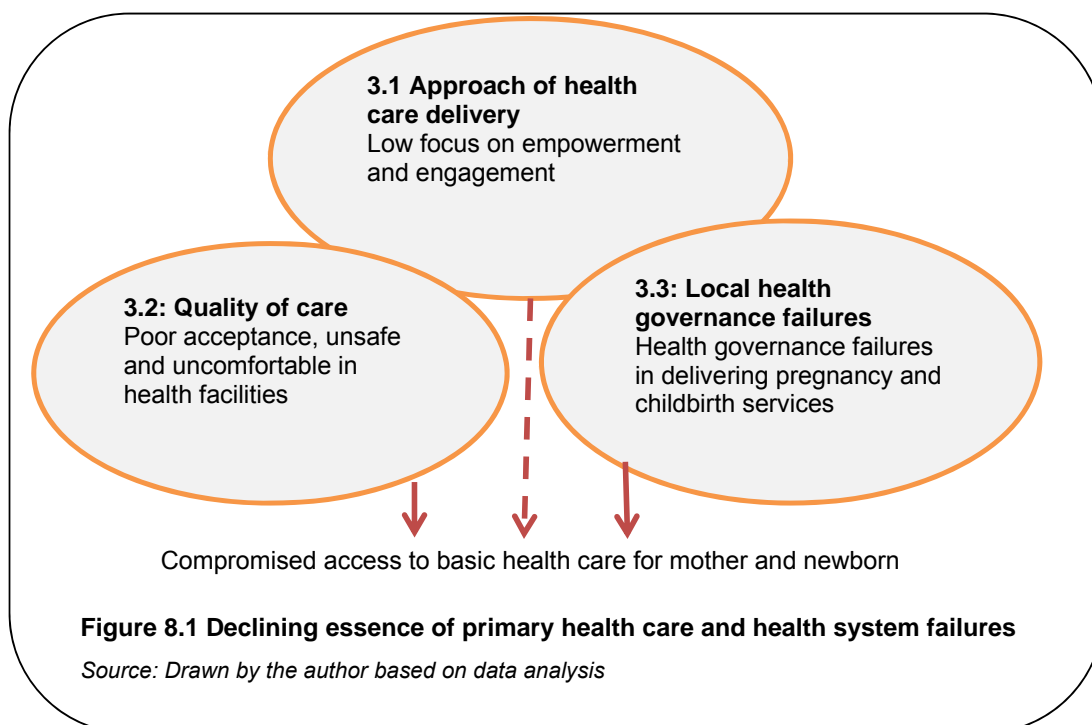 3.1 Approach of health
care delivery
Low focus on empowerment
and engagement
3.2: Quality of care
Poor acceptance, unsafe
and uncomfortable in
health facilities
3.3: Local health
governance failures
Health governance failures
in delivering pregnancy and
childbirth services
Compromised access to basic health care for mother and newborn
Figure 8.1 Declining essence of primary health care and health system failures
Source: Drawn by the author based on data analysis